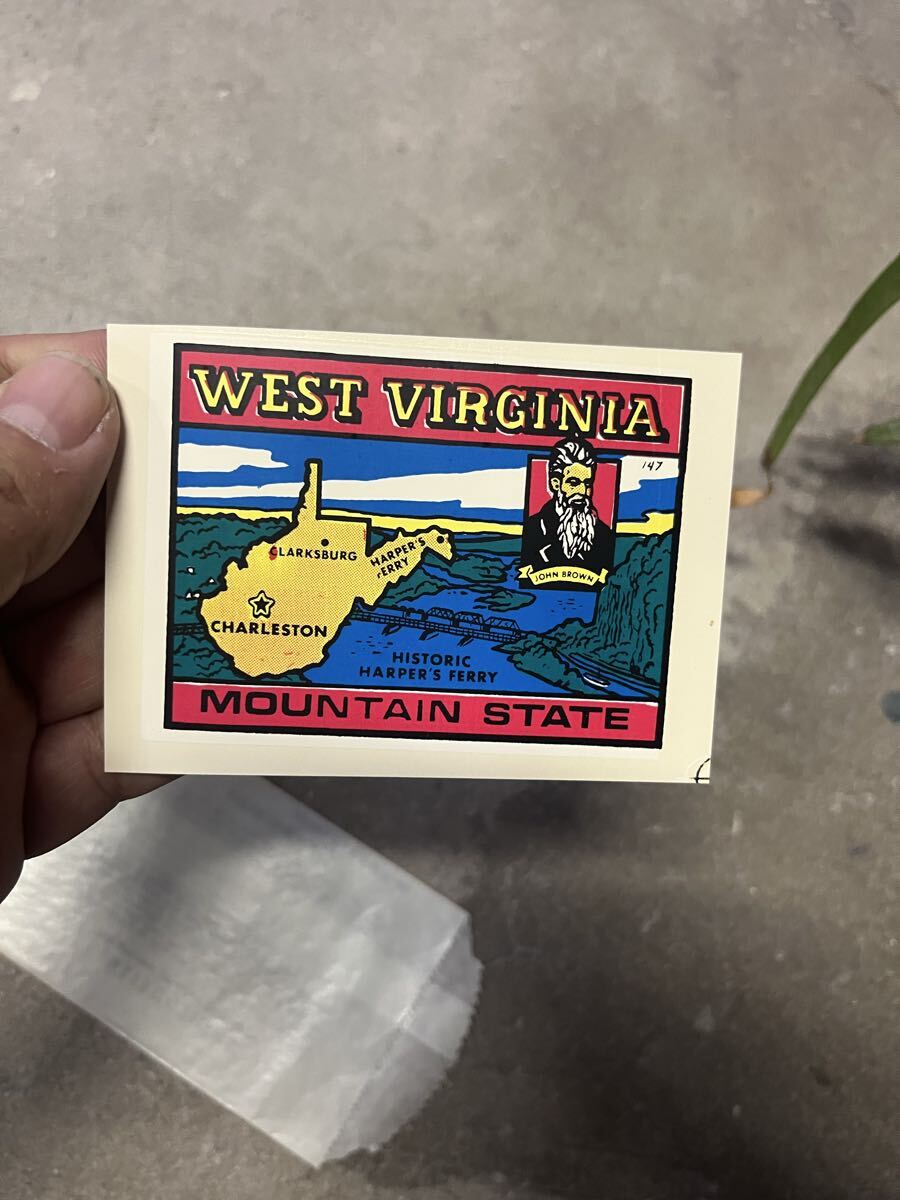 WEST VIRGINIA
147
CLARKSBURG
HARPER'S
FERRY
JOHN BROWN
CHARLESTON
HISTORIC
HARPER'S FERRY
MOUNTAIN STATE